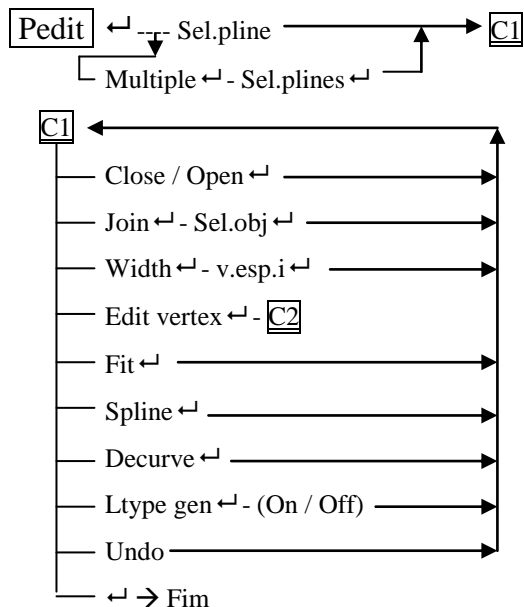 Pedit ↵ ---- Sel.pline C1
Multiple ↵ - Sel.plines ↵
C1
Close / Open ↵
Join ↵ - Sel.obj ↵
Width ↵ - v.esp.i ↵
Edit vertex ↵ - C2
Fit ↵
Spline ↵
Decurve ↵
Ltype gen ↵ - (On / Off)
Undo
↵ → Fim